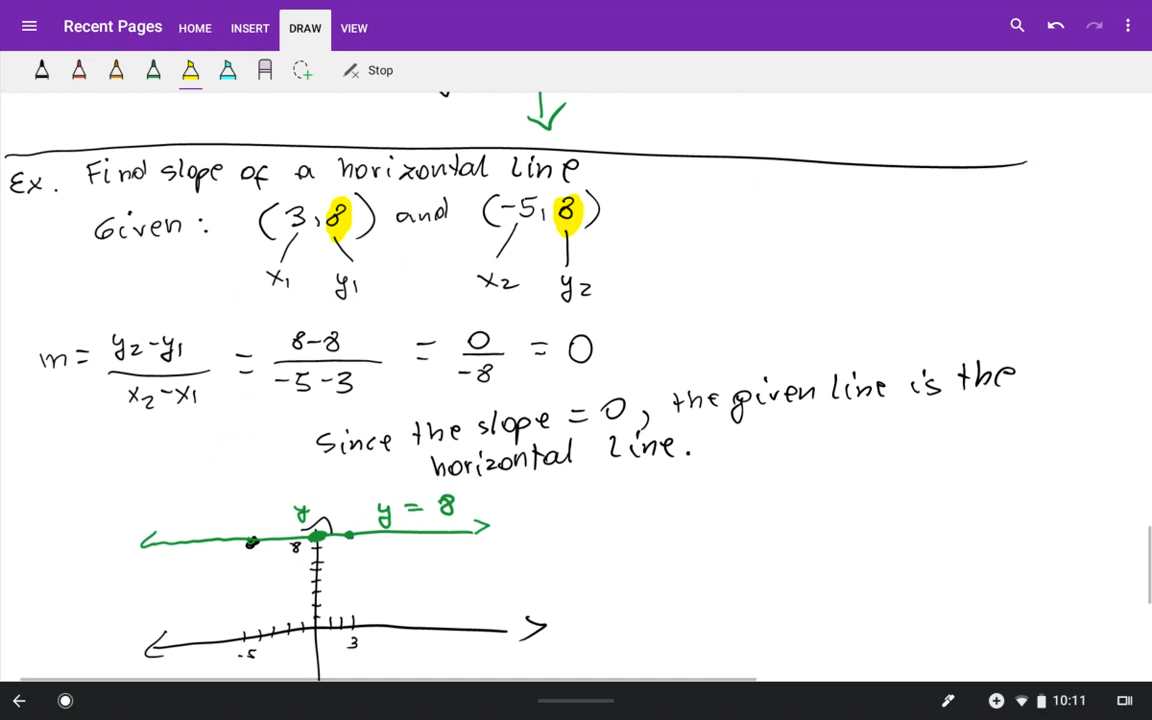 Recent Pages HOME INSERT DRAW VIEW
Stop
Ex. Find slope of a horizontal line
Given: (3, 8) and (-5, 8)
x1 y1 x2 y2
m = y2-y1 / x2-x1 = 8-8 / -5-3 = 0 / -8 = 0
Since the slope = 0, the given line is the
horizontal line.
y y = 8
8
-5 3
10:11